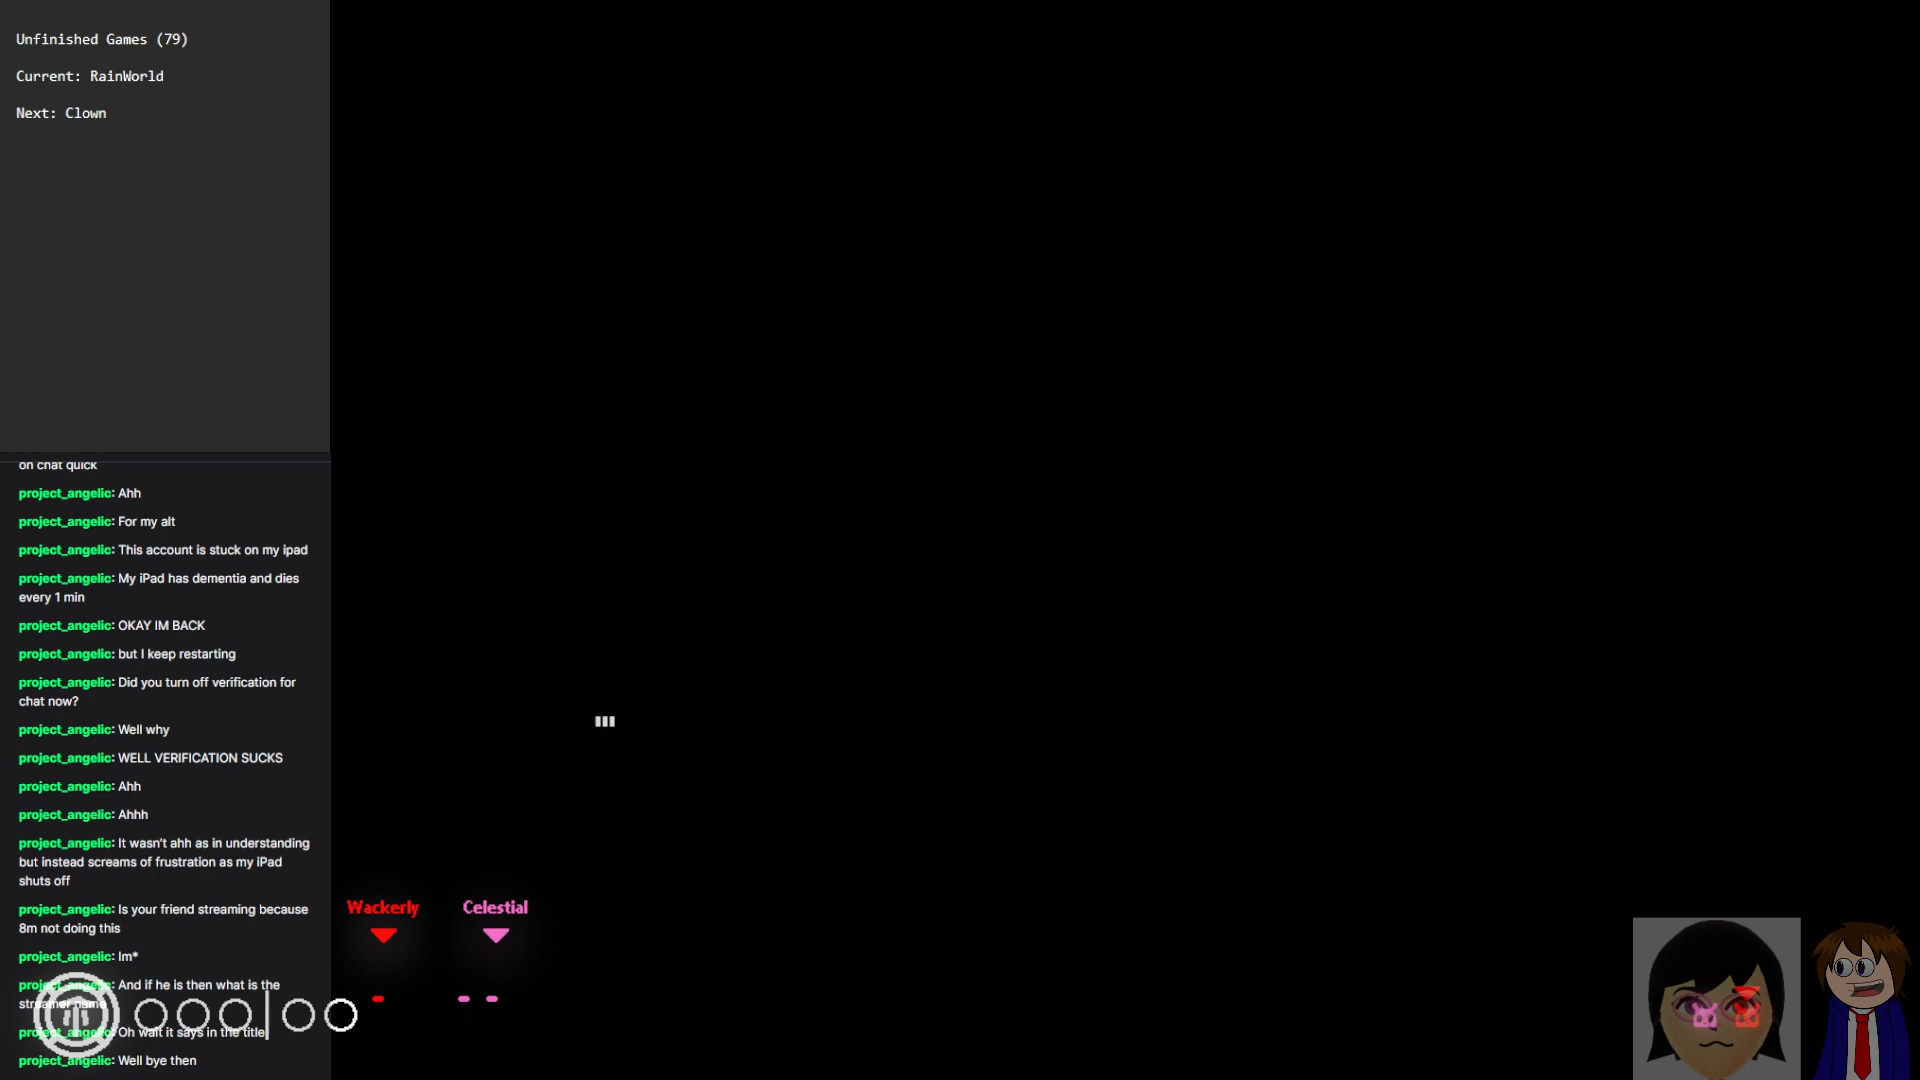 Unfinished Games (79)
Current: RainWorld
Next: Clown
on chat quick
project_angelic: Ahh
project_angelic: For my alt
project_angelic: This account is stuck on my ipad
project_angelic: My iPad has dementia and dies
every 1 min
project_angelic: OKAY IM BACK
project_angelic: but I keep restarting
project_angelic: Did you turn off verification for
chat now?
project_angelic: Well why
project_angelic: WELL VERIFICATION SUCKS
project_angelic: Ahh
project_angelic: Ahhh
project_angelic: It wasn't ahh as in understanding
but instead screams of frustration as my iPad
shuts off
project_angelic: Is your friend streaming because
8m not doing this
project_angelic: Im*
project_angelic: And if he is then what is the
streamer name
project_angelic: Oh wait it says in the title
project_angelic: Well bye then
Wackerly
Celestial